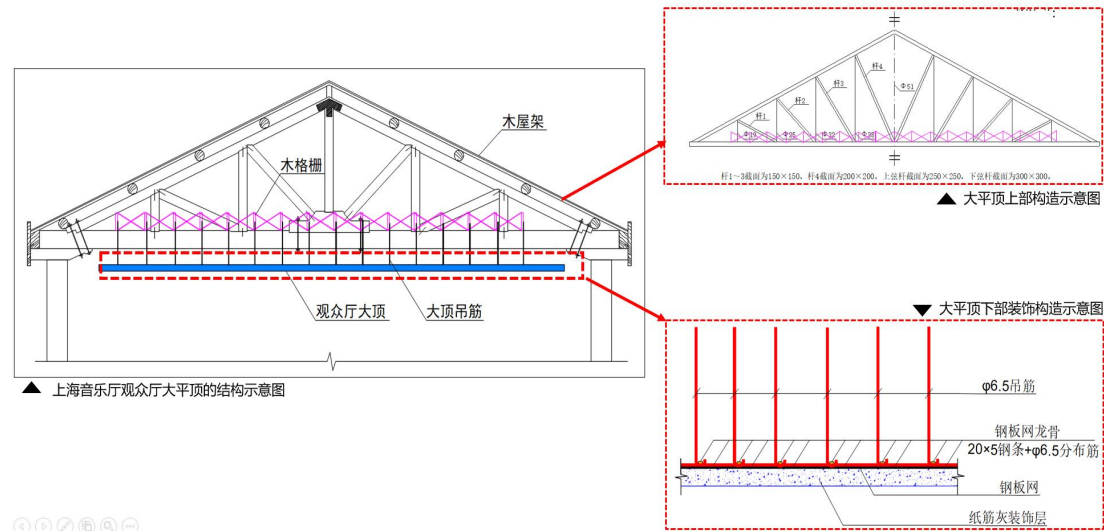 木屋架
木格栅
观众厅大顶
大顶吊筋
▲ 上海音乐厅观众厅大平顶的结构示意图
杆1
杆2
杆3
杆4
Φ51
Φ19
Φ25
Φ32
Φ38
杆1～3截面为150×150，杆4截面为200×200，上弦杆截面为250×250，下弦杆截面为300×300。
▲ 大平顶上部构造示意图
▼ 大平顶下部装饰构造示意图
φ6.5吊筋
钢板网龙骨
20×5钢条+φ6.5分布筋
钢板网
纸筋灰装饰层